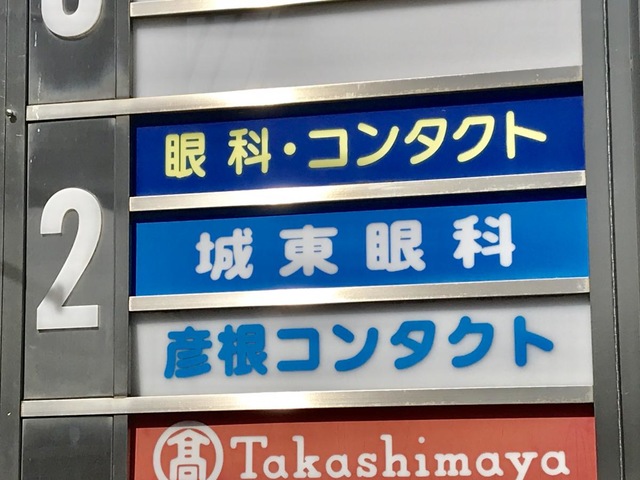 眼科・コンタクト
2
城東眼科
彦根コンタクト
髙 Takashimaya